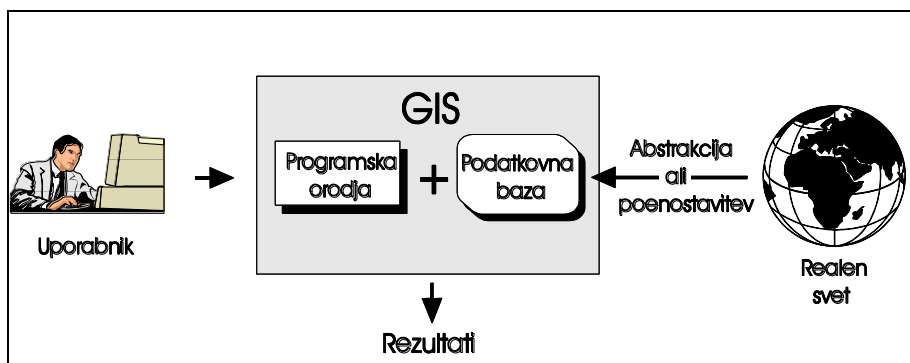 GIS
Programska
orodja
+
Podatkovna
baza
Abstrakcija
ali
poenostavitev
Uporabnik
Realen
svet
Rezultati